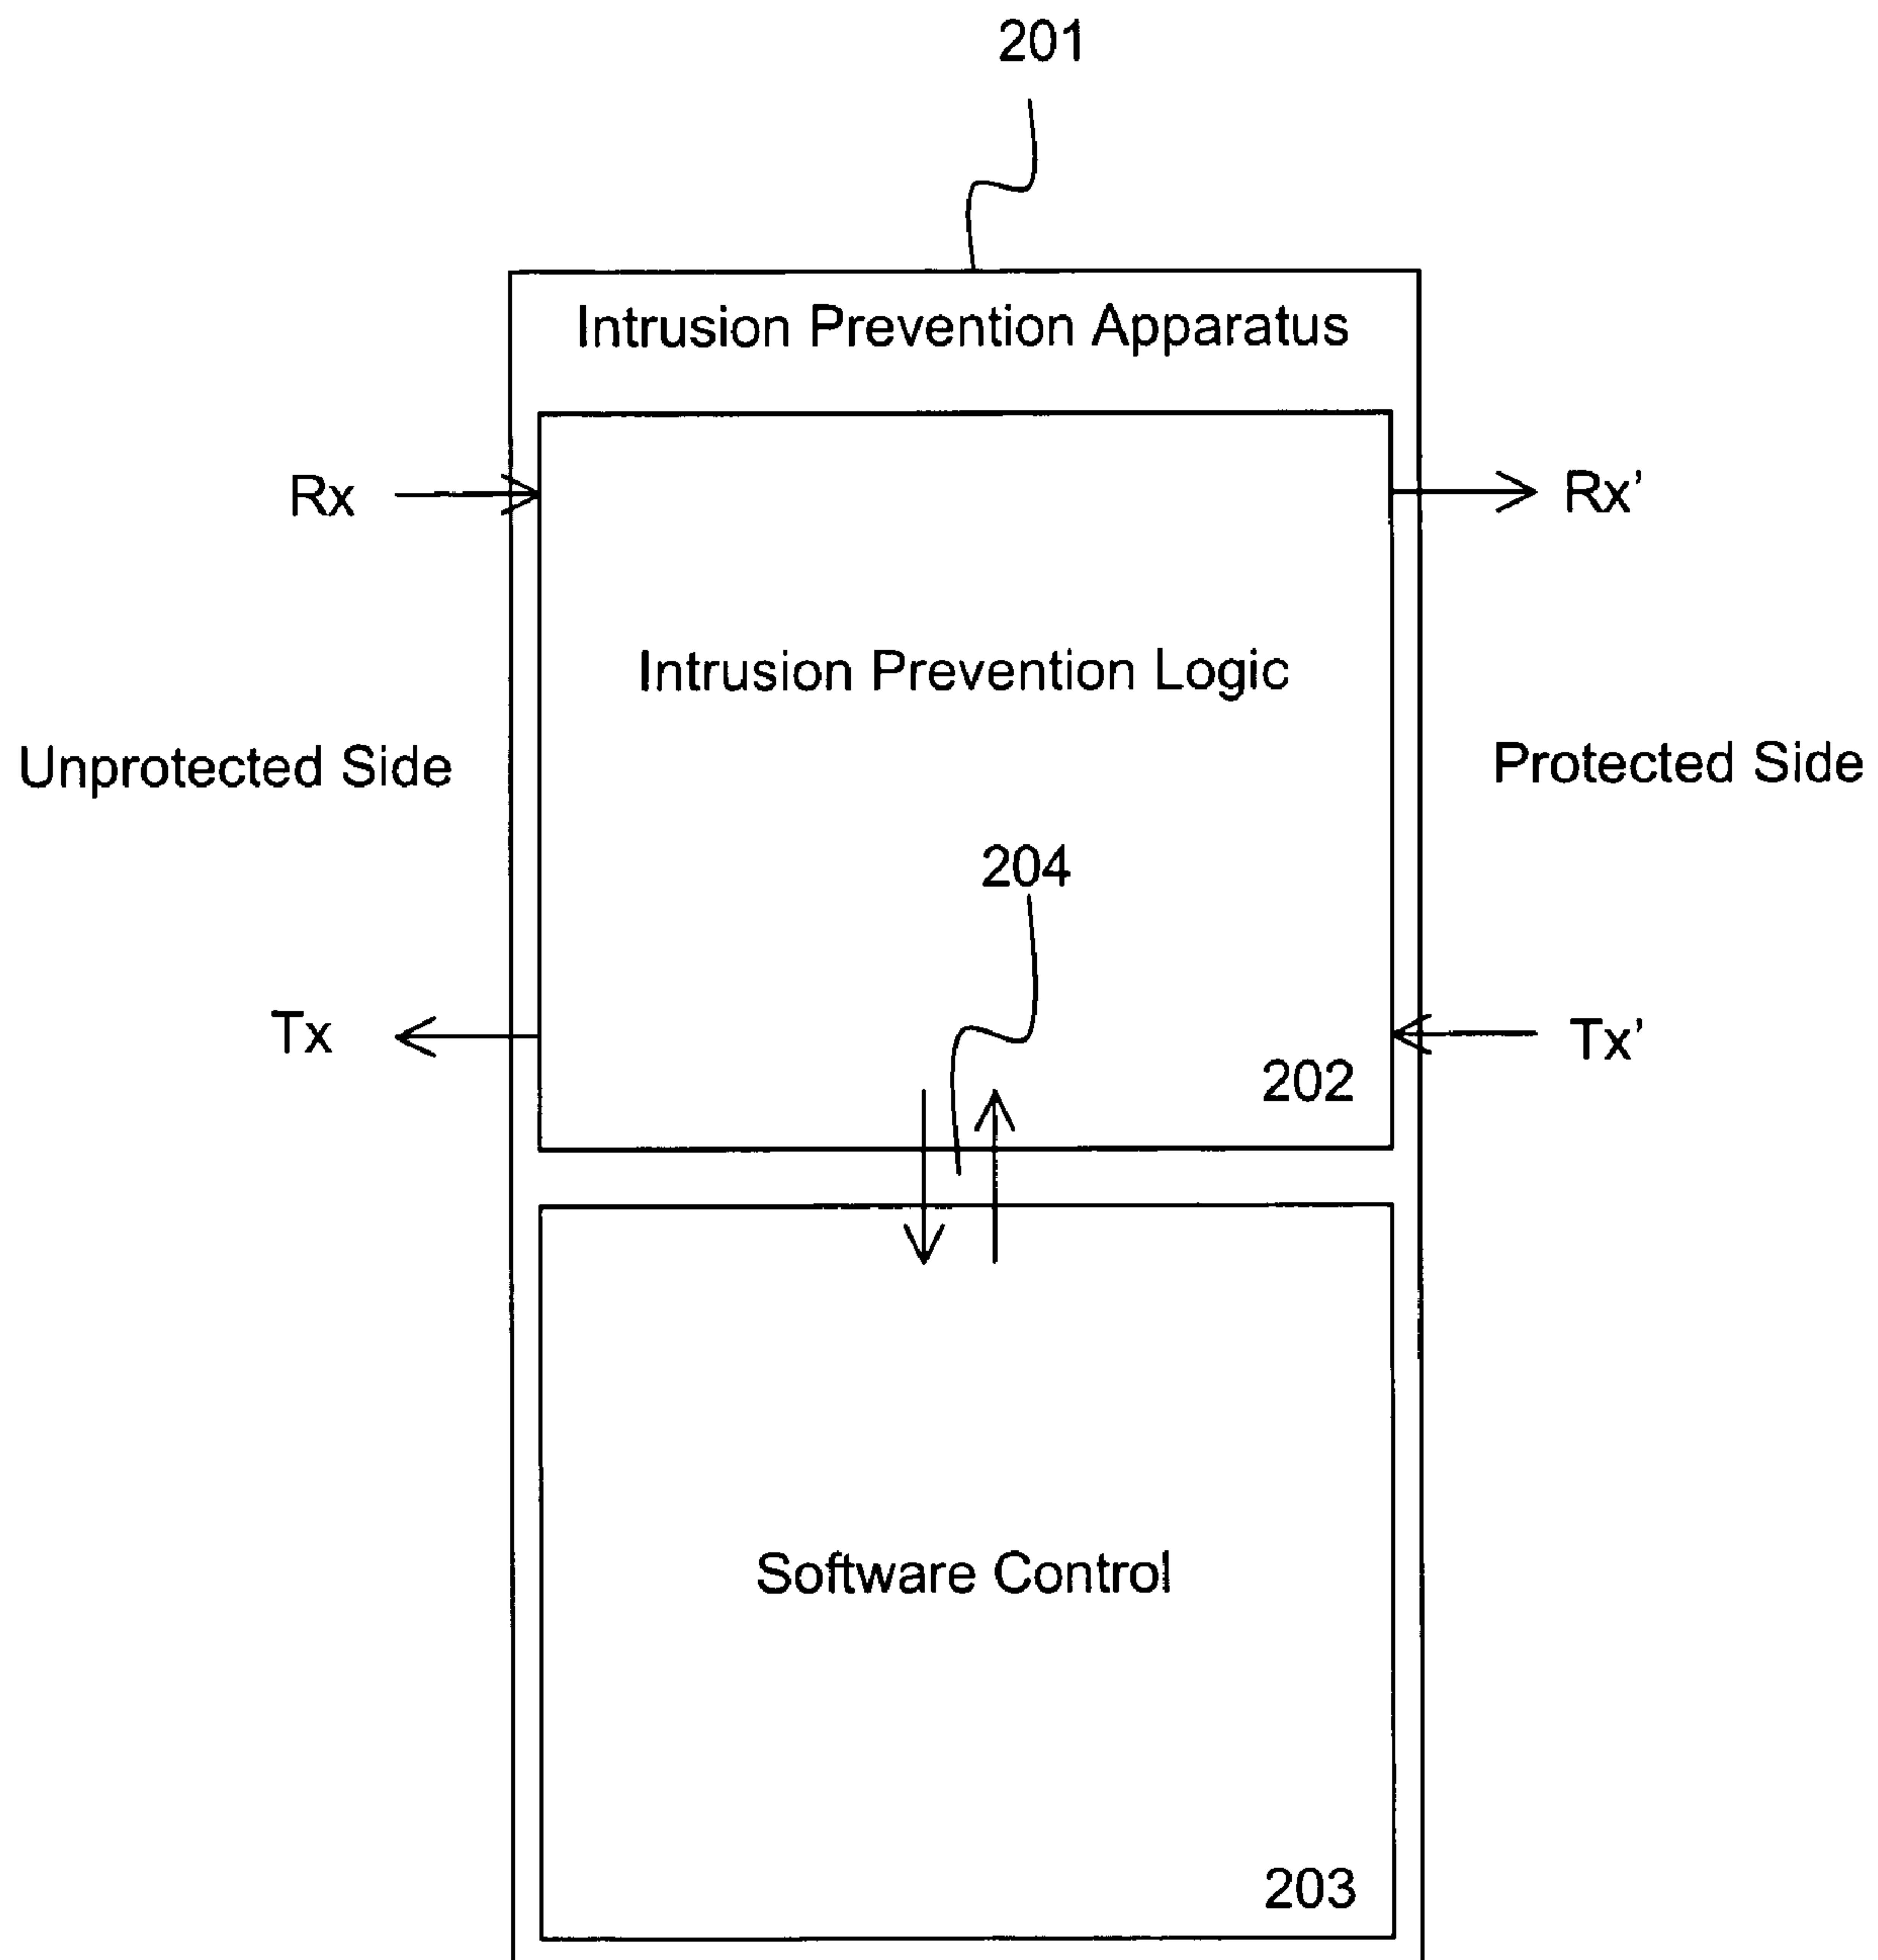 201
Intrusion Prevention Apparatus
Rx
Rx'
Intrusion Prevention Logic
Unprotected Side
Protected Side
204
Tx
Tx'
202
Software Control
203